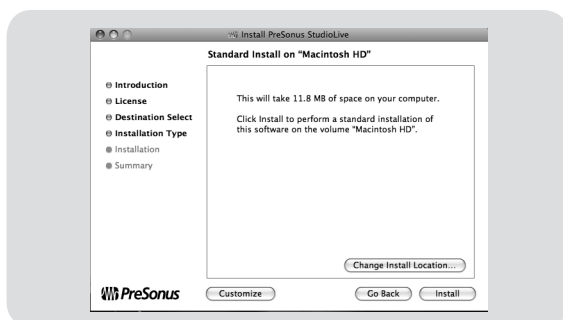 Install PreSonus StudioLive
Standard Install on “Macintosh HD”
Introduction
License
Destination Select
Installation Type
Installation
Summary
This will take 11.8 MB of space on your computer.
Click Install to perform a standard installation of
this software on the volume “Macintosh HD”.
Change Install Location...
PreSonus
Customize
Go Back
Install